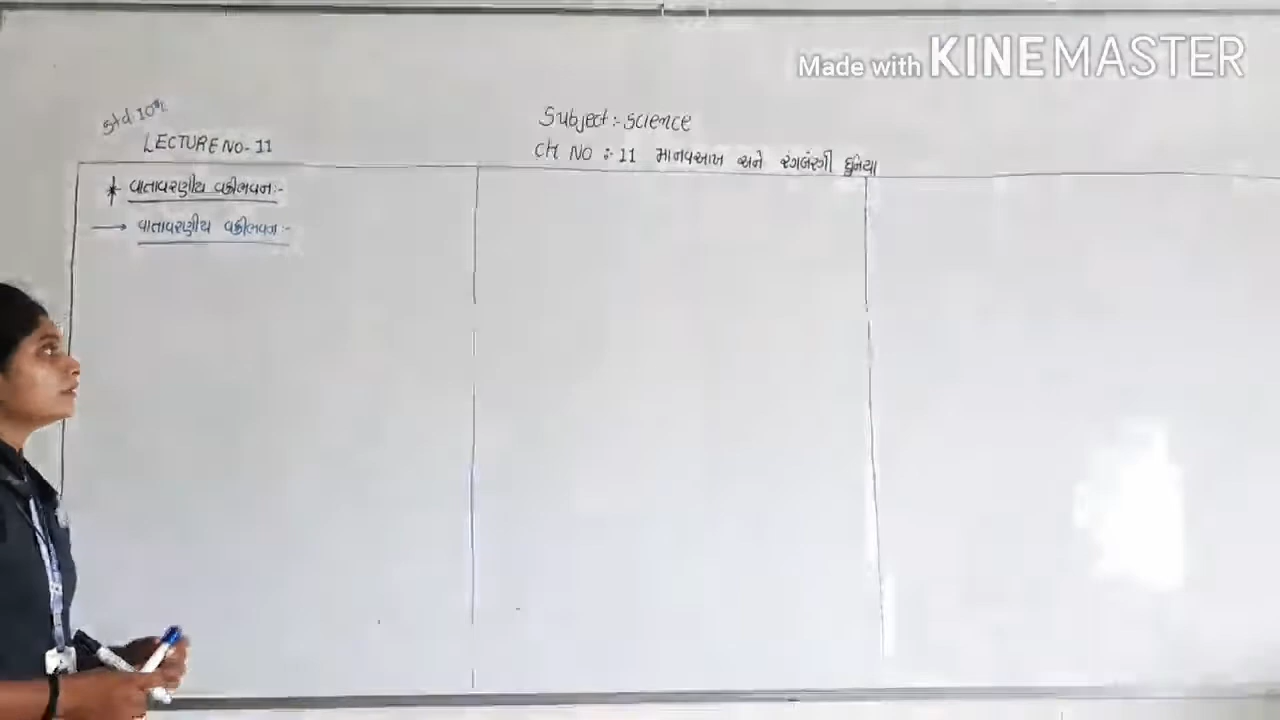 Made with KINEMASTER
Std:10th
LECTURE NO- 11
Subject:- Science
CH NO :- 11 માનવઆંખ અને રંગબેરંગી દુનિયા
* વાતાવરણીય વક્રીભવન:-
→ વાતાવરણીય વક્રીભવન:-